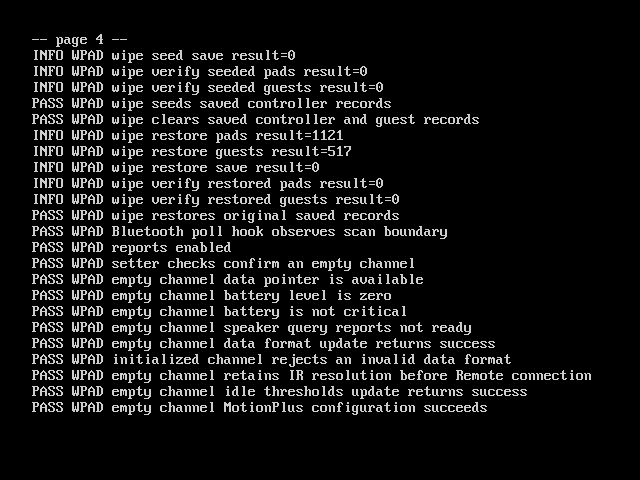 -- page 4 --
INFO WPAD wipe seed save result=0
INFO WPAD wipe verify seeded pads result=0
INFO WPAD wipe verify seeded guests result=0
PASS WPAD wipe seeds saved controller records
PASS WPAD wipe clears saved controller and guest records
INFO WPAD wipe restore pads result=1121
INFO WPAD wipe restore guests result=517
INFO WPAD wipe restore save result=0
INFO WPAD wipe verify restored pads result=0
INFO WPAD wipe verify restored guests result=0
PASS WPAD wipe restores original saved records
PASS WPAD Bluetooth poll hook observes scan boundary
PASS WPAD reports enabled
PASS WPAD setter checks confirm an empty channel
PASS WPAD empty channel data pointer is available
PASS WPAD empty channel battery level is zero
PASS WPAD empty channel battery is not critical
PASS WPAD empty channel speaker query reports not ready
PASS WPAD empty channel data format update returns success
PASS WPAD initialized channel rejects an invalid data format
PASS WPAD empty channel retains IR resolution before Remote connection
PASS WPAD empty channel idle thresholds update returns success
PASS WPAD empty channel MotionPlus configuration succeeds